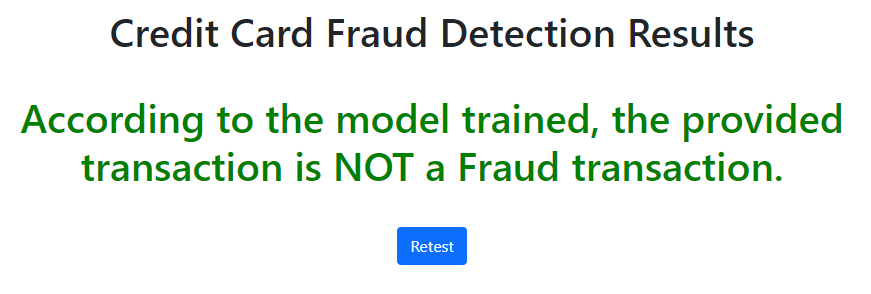 Credit Card Fraud Detection Results
According to the model trained, the provided
transaction is NOT a Fraud transaction.
Retest